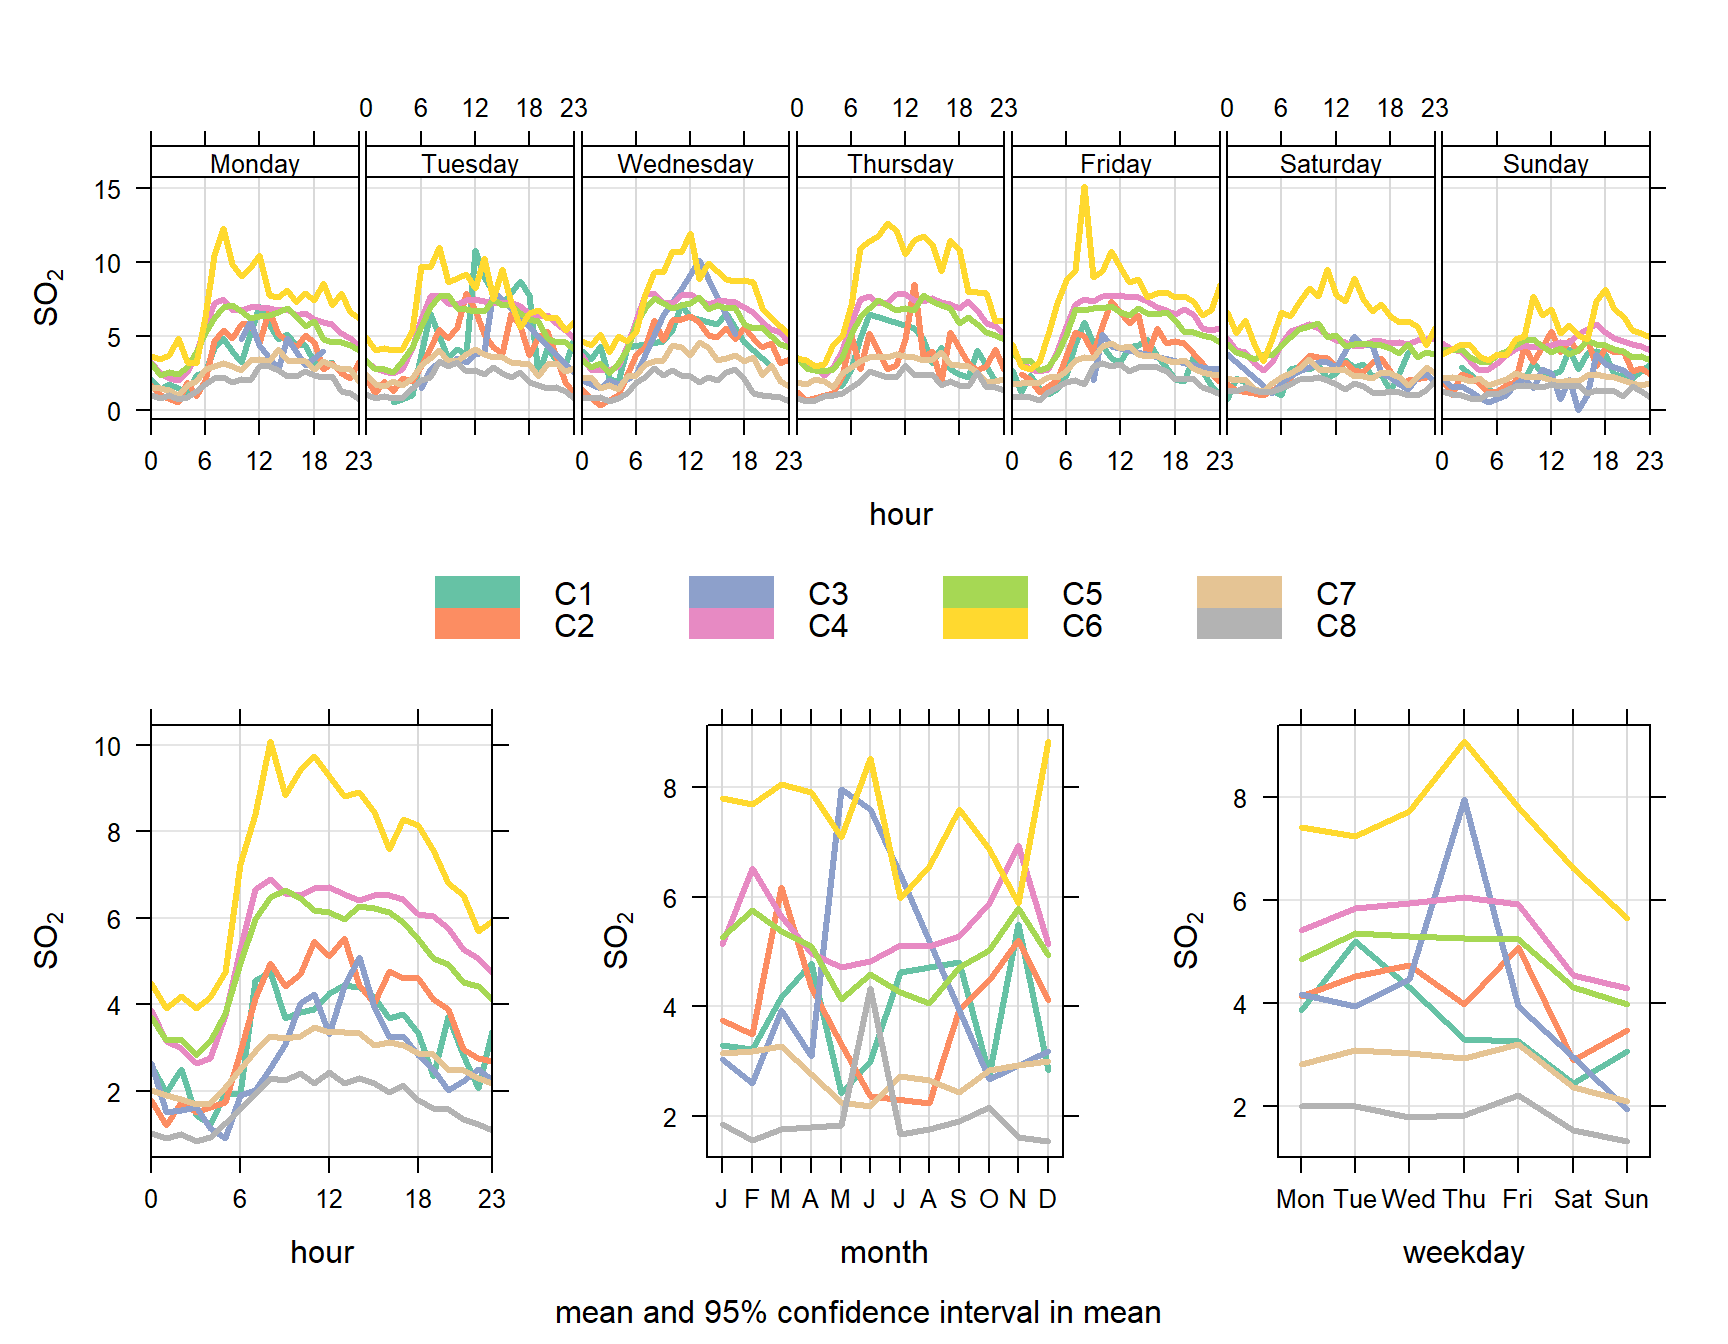 0 6 12 18 23 0 6 12 18 23 0 6 12 18 23
Monday Tuesday Wednesday Thursday Friday Saturday Sunday
15
10
5
0
SO2
0 6 12 18 23 0 6 12 18 23 0 6 12 18 23 0 6 12 18 23
hour
C1 C3 C5 C7
C2 C4 C6 C8
10
8
6
4
2
SO2
0 6 12 18 23
hour
8
6
4
2
SO2
J F M A M J J A S O N D
month
8
6
4
2
SO2
Mon Tue Wed Thu Fri Sat Sun
weekday
mean and 95% confidence interval in mean